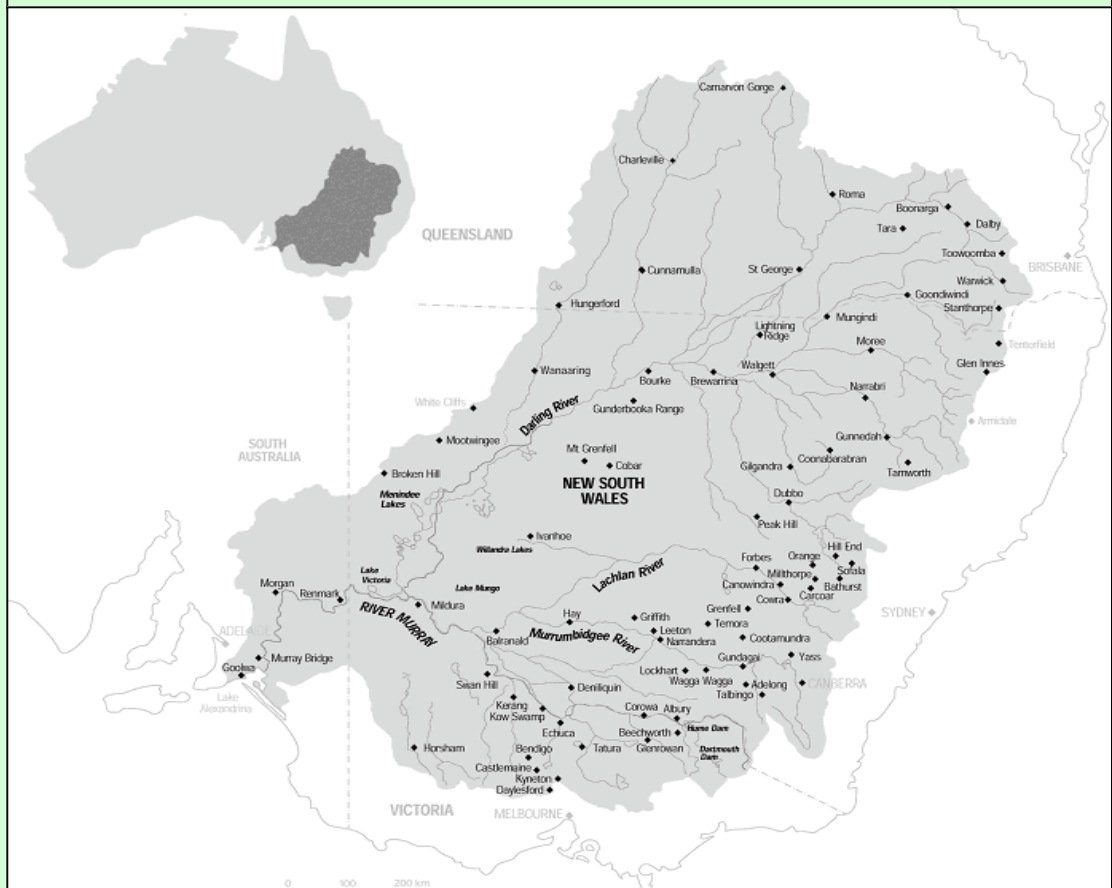 Carnarvon Gorge
Charleville
Roma
Boonarga
Tara
Dalby
QUEENSLAND
Toowoomba
BRISBANE
Cunnamulla
St George
Warwick
Goondiwindi
Hungerford
Stanthorpe
Mungindi
Lightning
Ridge
Moree
Tenterfield
Glen Innes
Walgett
Wanaaring
Bourke
Brewarrina
Narrabri
White Cliffs
Darling River
Gunderbooka Range
Armidale
Mootwingee
Gunnedah
SOUTH
AUSTRALIA
Mt Grenfell
Cobar
Coonabarabran
Gilgandra
Tamworth
Broken Hill
NEW SOUTH
WALES
Menindee
Lakes
Dubbo
Peak Hill
Ivanhoe
Willandra Lakes
Hill End
Forbes
Orange
Lake
Victoria
Lachlan River
Millthorpe
Sofala
Morgan
Lake Mungo
Canowindra
Bathurst
Renmark
Cowra
Carcoar
Mildura
RIVER MURRAY
Hay
Griffith
Grenfell
SYDNEY
Temora
ADELAIDE
Balranald
Murrumbidgee River
Leeton
Narrandera
Cootamundra
Murray Bridge
Goolwa
Gundagai
Yass
Lockhart
Wagga Wagga
Swan Hill
Deniliquin
Adelong
CANBERRA
Talbingo
Lake
Alexandrina
Kerang
Kow Swamp
Corowa
Albury
Echuca
Beechworth
Hume Dam
Horsham
Bendigo
Tatura
Glenrowan
Dartmouth
Dam
Castlemaine
Kyneton
Daylesford
VICTORIA
MELBOURNE
0 100 200 km